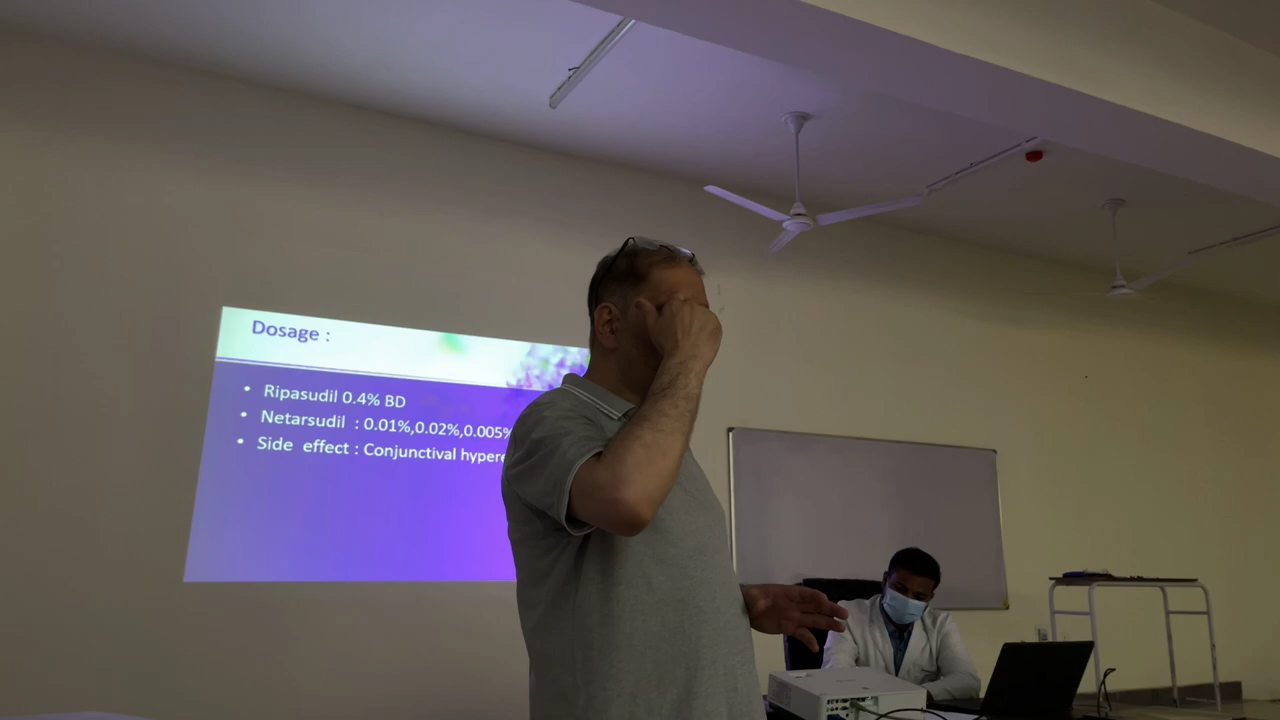 Dosage :
• Ripasudil 0.4% BD
• Netarsudil : 0.01%,0.02%,0.005%
• Side effect : Conjunctival